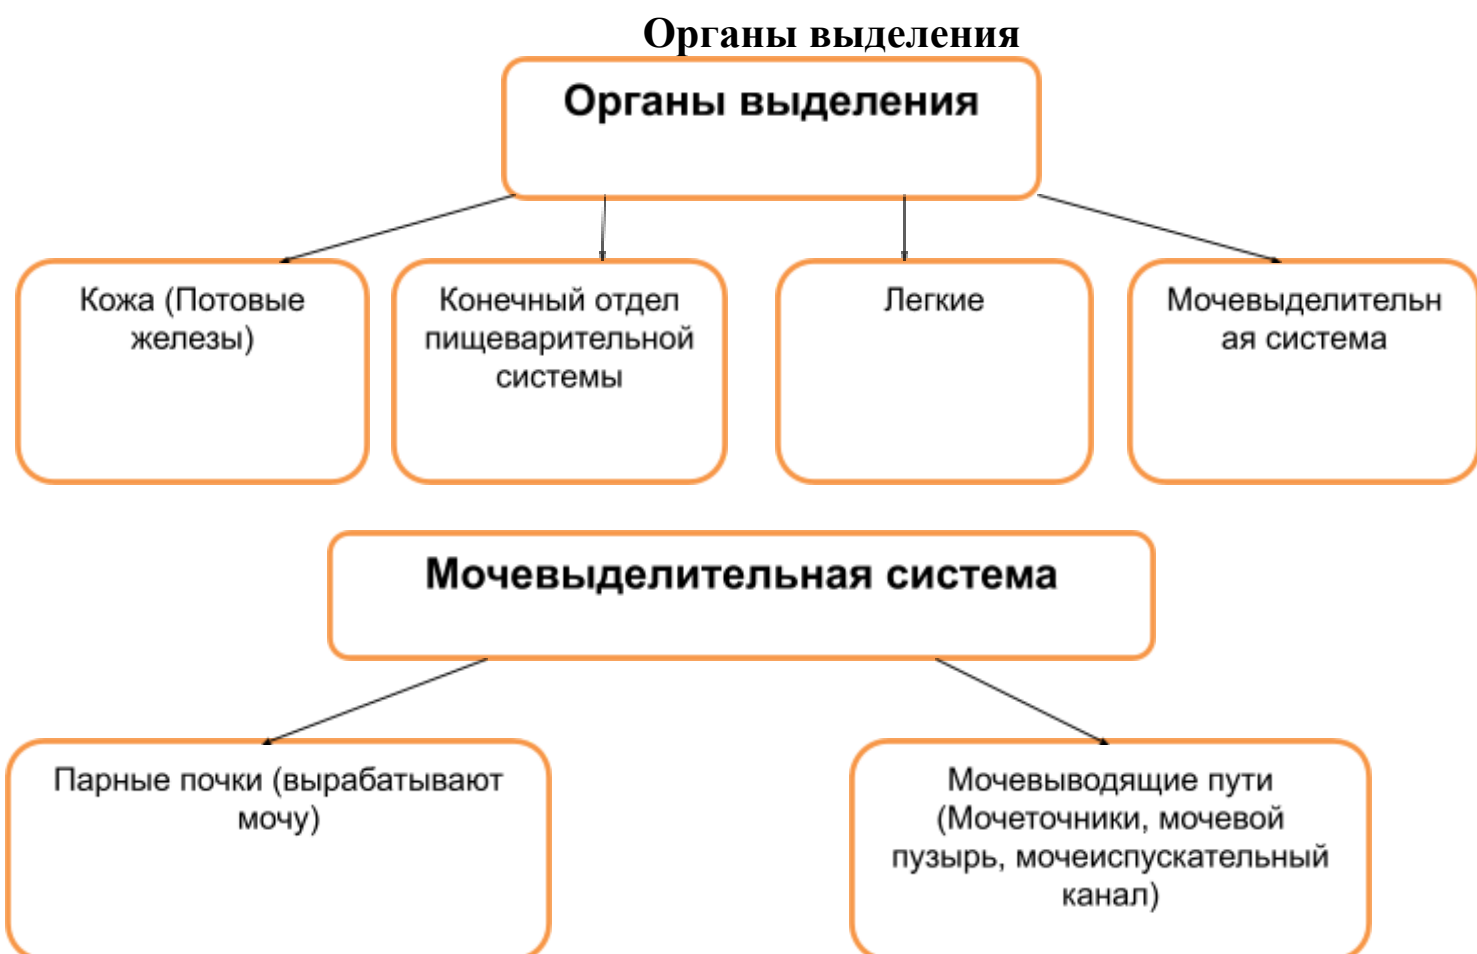 Органы выделения
Органы выделения
Кожа (Потовые
железы)
Конечный отдел
пищеварительной
системы
Легкие
Мочевыделительн
ая система
Мочевыделительная система
Парные почки (вырабатывают
мочу)
Мочевыводящие пути
(Мочеточники, мочевой
пузырь, мочеиспускательный
канал)